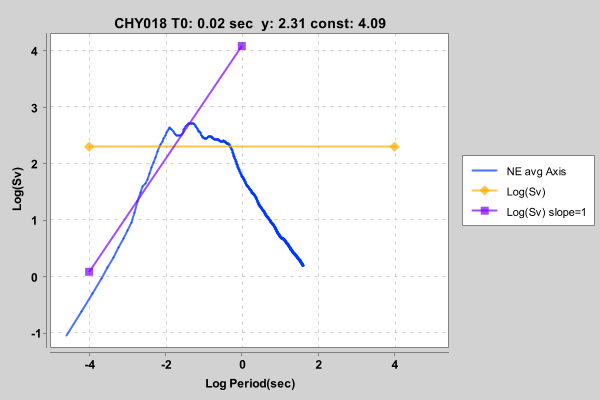 CHY018 T0: 0.02 sec  y: 2.31 const: 4.09
4
3
2
1
0
-1
Log(Sv)
-4
-2
0
2
4
Log Period(sec)
NE avg Axis
Log(Sv)
Log(Sv) slope=1